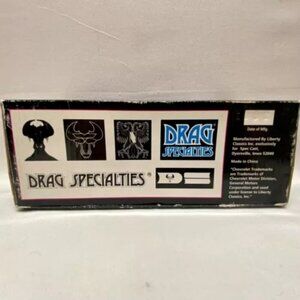 DRAG
SPECIALTIES
DRAG SPECIALTIES®
DS
Date of Mfg.
Manufactured By Liberty
Classics Inc. exclusively
for Spec Cast,
Dyersville, Iowa 52040
Made in China
"Chevrolet Trademarks
are Trademarks of
Chevrolet Motor Division,
General Motors
Corporation and used
under license to Liberty
Classics, Inc."